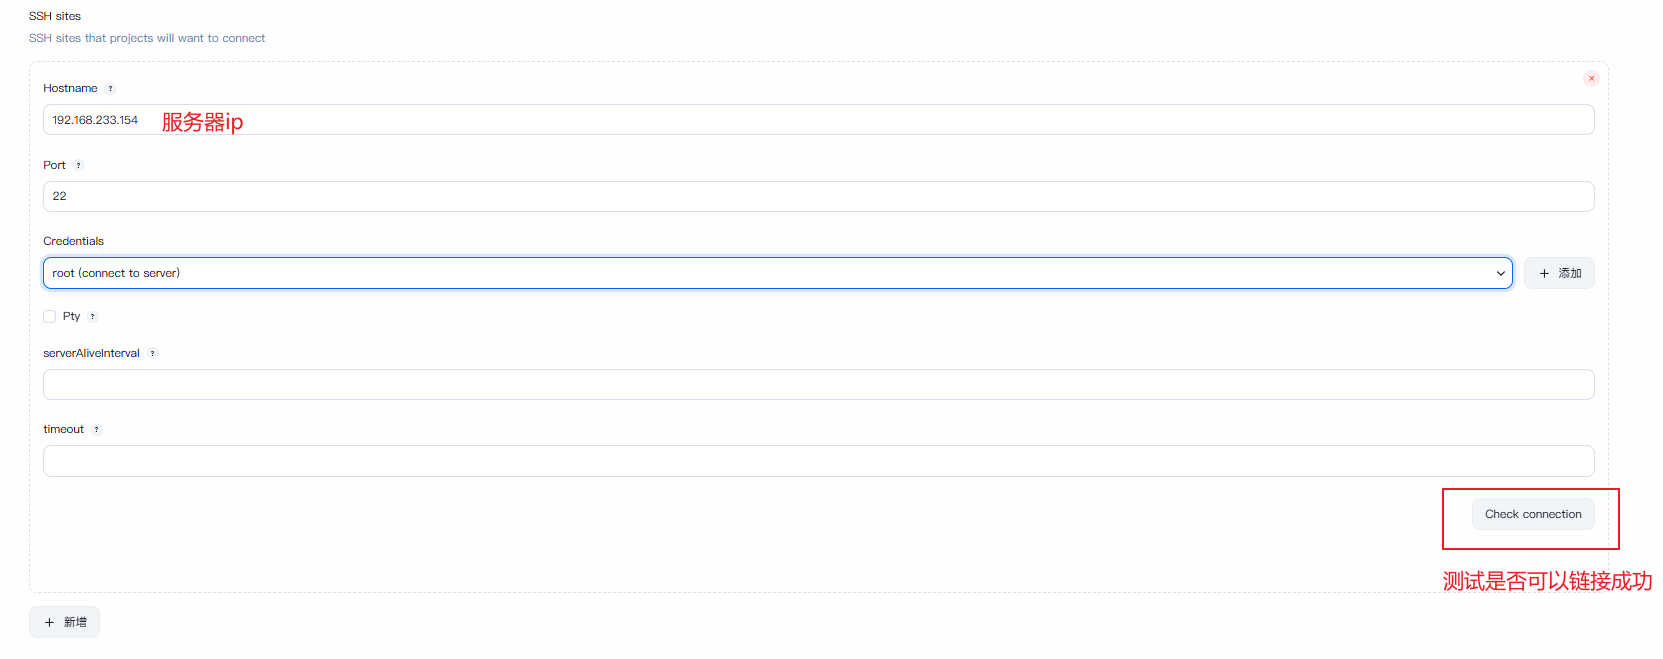 SSH sites
SSH sites that projects will want to connect
Hostname ?
192.168.233.154 服务器ip
Port ?
22
Credentials
root (connect to server)
添加
Pty ?
serverAliveInterval ?
timeout ?
Check connection
测试是否可以链接成功
新增